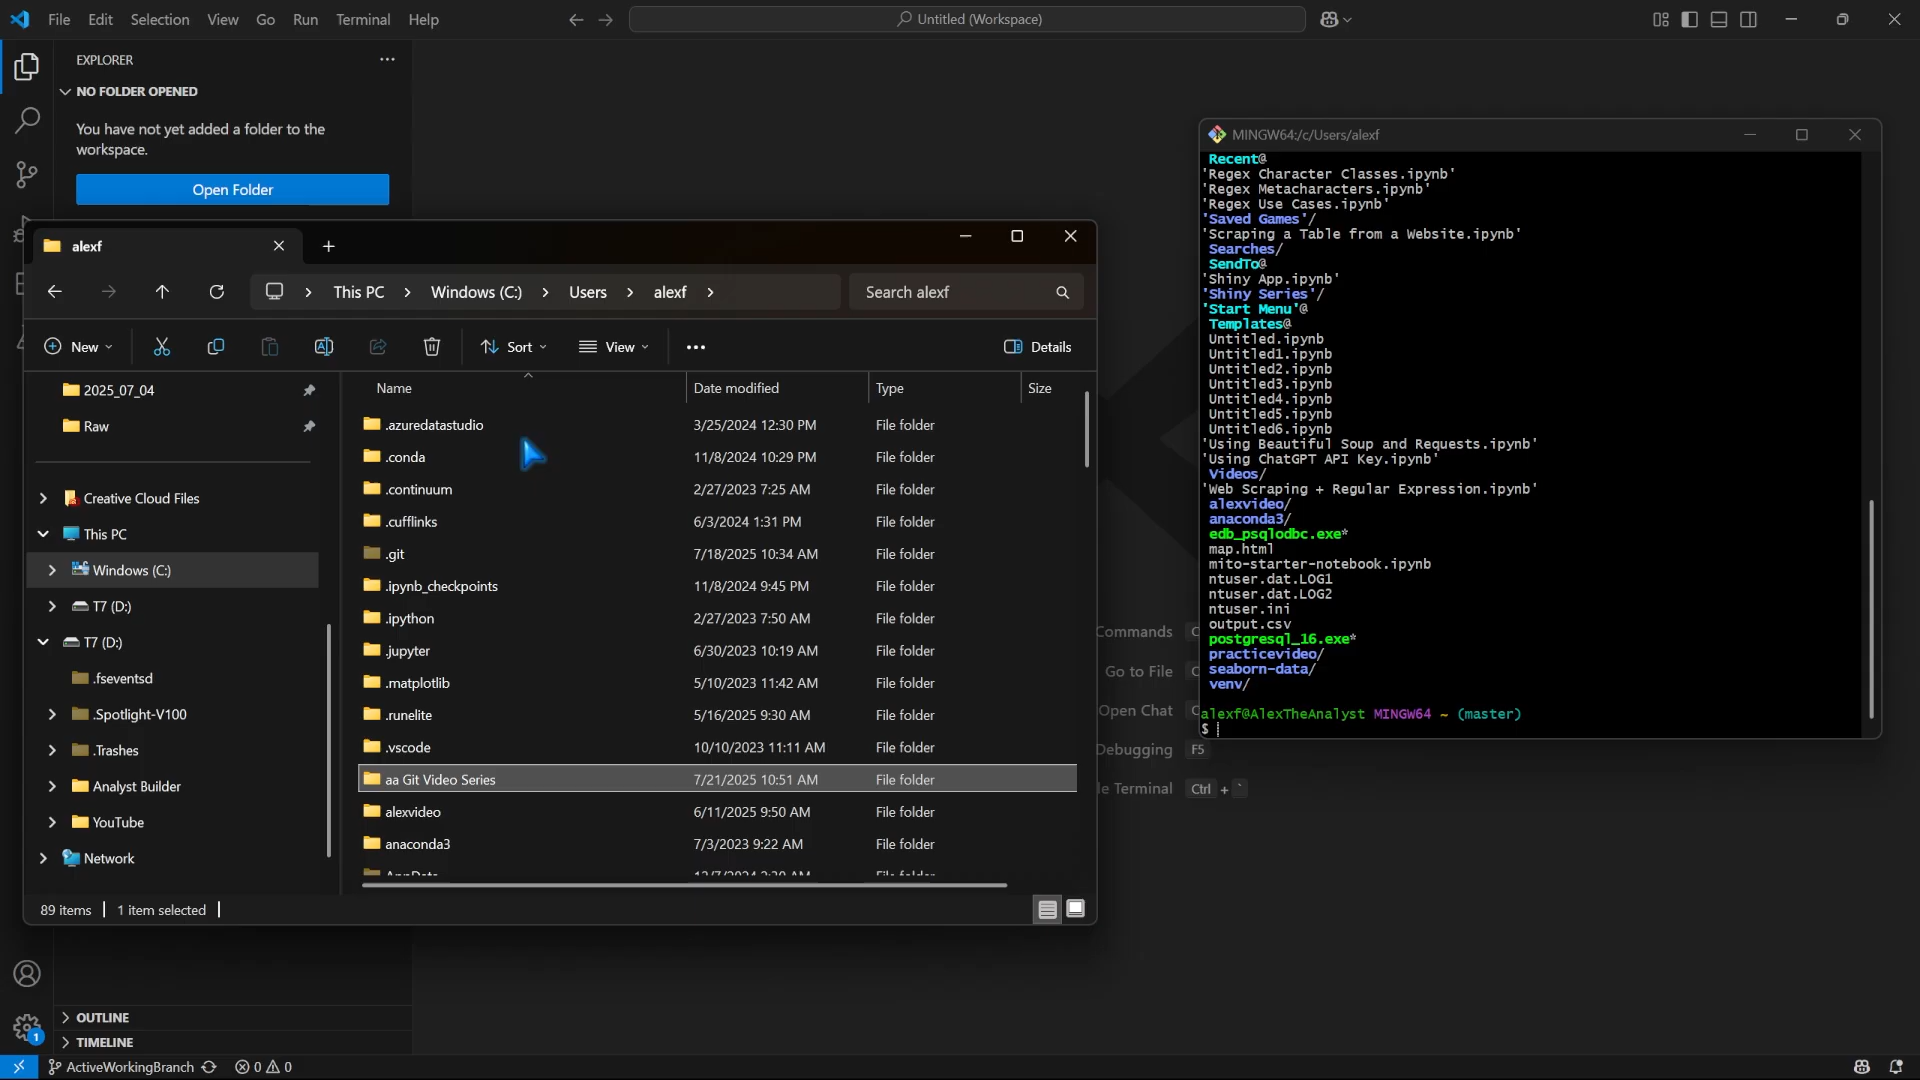 File Edit Selection View Go Run Terminal Help
Untitled (Workspace)
EXPLORER
NO FOLDER OPENED
You have not yet added a folder to the
workspace.
Open Folder
alexf
This PC > Windows (C:) > Users > alexf >
Search alexf
New
Sort
View
Details
2025_07_04
Raw
Creative Cloud Files
This PC
Windows (C:)
T7 (D:)
T7 (D:)
.fseventsd
.Spotlight-V100
.Trashes
Analyst Builder
YouTube
Network
Name Date modified Type Size
.azuredatastudio 3/25/2024 12:30 PM File folder
.conda 11/8/2024 10:29 PM File folder
.continuum 2/27/2023 7:25 AM File folder
.cufflinks 6/3/2024 1:31 PM File folder
.git 7/18/2025 10:34 AM File folder
.ipynb_checkpoints 11/8/2024 9:45 PM File folder
.ipython 2/27/2023 7:50 AM File folder
.jupyter 6/30/2023 10:19 AM File folder
.matplotlib 5/10/2023 11:42 AM File folder
.runelite 5/16/2025 9:30 AM File folder
.vscode 10/10/2023 11:11 AM File folder
aa Git Video Series 7/21/2025 10:51 AM File folder
alexvideo 6/11/2025 9:50 AM File folder
anaconda3 7/3/2023 9:22 AM File folder
89 items
1 item selected
Commands
Go to File
Open Chat
Debugging F5
Terminal Ctrl + `
MINGW64:/c/Users/alexf
Recent@
'Regex Character Classes.ipynb'
'Regex Metacharacters.ipynb'
'Regex Use Cases.ipynb'
'Saved Games'/
'Scraping a Table from a Website.ipynb'
Searches/
SendTo@
'Shiny App.ipynb'
'Shiny Series'/
'Start Menu'@
Templates@
Untitled.ipynb
Untitled1.ipynb
Untitled2.ipynb
Untitled3.ipynb
Untitled4.ipynb
Untitled5.ipynb
Untitled6.ipynb
'Using Beautiful Soup and Requests.ipynb'
'Using ChatGPT API Key.ipynb'
Videos/
'Web Scraping + Regular Expression.ipynb'
alexvideo/
anaconda3/
edb_psqlodbc.exe*
map.html
mito-starter-notebook.ipynb
ntuser.dat.LOG1
ntuser.dat.LOG2
ntuser.ini
output.csv
postgresql_16.exe*
practicevideo/
seaborn-data/
venv/
alexf@AlexTheAnalyst MINGW64 ~ (master)
$
OUTLINE
TIMELINE
1
ActiveWorkingBranch
0 0